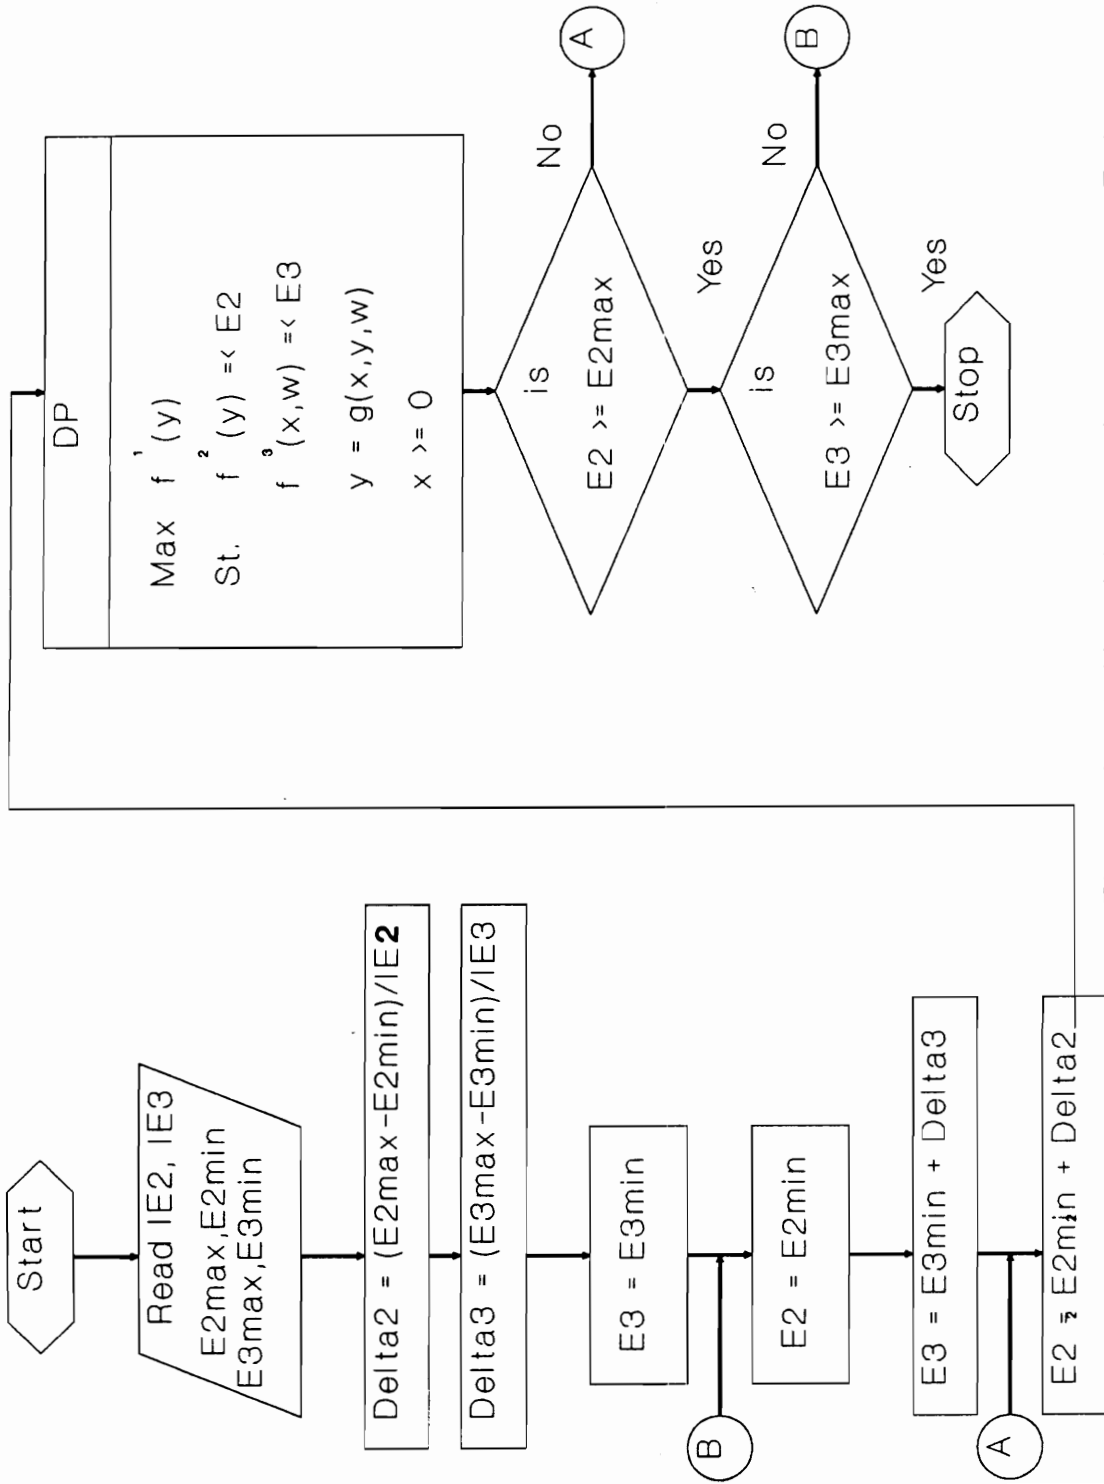 Start
Read IE2, IE3
E2max,E2min
E3max,E3min
Delta2 = (E2max-E2min)/IE2
Delta3 = (E3max-E3min)/IE3
E3 = E3min
B
E2 = E2min
E3 = E3min + Delta3
A
E2 = E2min + Delta2
DP
Max f¹(y)
St. f²(y) =< E2
f³(x,w) =< E3
y = g(x,y,w)
x >= 0
is
E2 >= E2max
No
A
Yes
is
E3 >= E3max
No
B
Yes
Stop